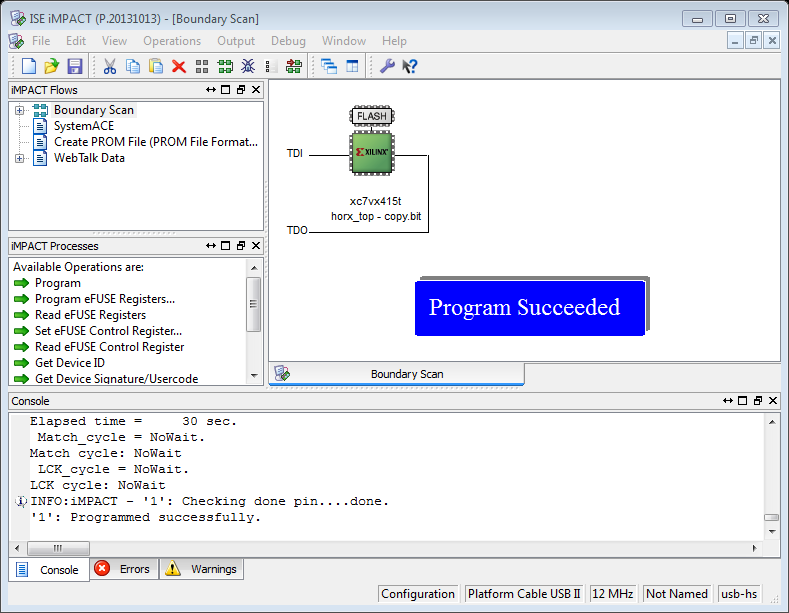 ISE iMPACT (P.20131013) - [Boundary Scan]
File Edit View Operations Output Debug Window Help
iMPACT Flows
Boundary Scan
SystemACE
Create PROM File (PROM File Format...
WebTalk Data
FLASH
TDI
XILINX
xc7vx415t
horx_top - copy.bit
TDO
iMPACT Processes
Available Operations are:
Program
Program eFUSE Registers...
Read eFUSE Registers
Set eFUSE Control Register...
Read eFUSE Control Register
Get Device ID
Get Device Signature/Usercode
Program Succeeded
Boundary Scan
Console
Elapsed time =     30 sec.
Match_cycle = NoWait.
Match cycle: NoWait
LCK_cycle = NoWait.
LCK cycle: NoWait
INFO:iMPACT - '1': Checking done pin....done.
'1': Programmed successfully.
Console Errors Warnings
Configuration Platform Cable USB II 12 MHz Not Named usb-hs